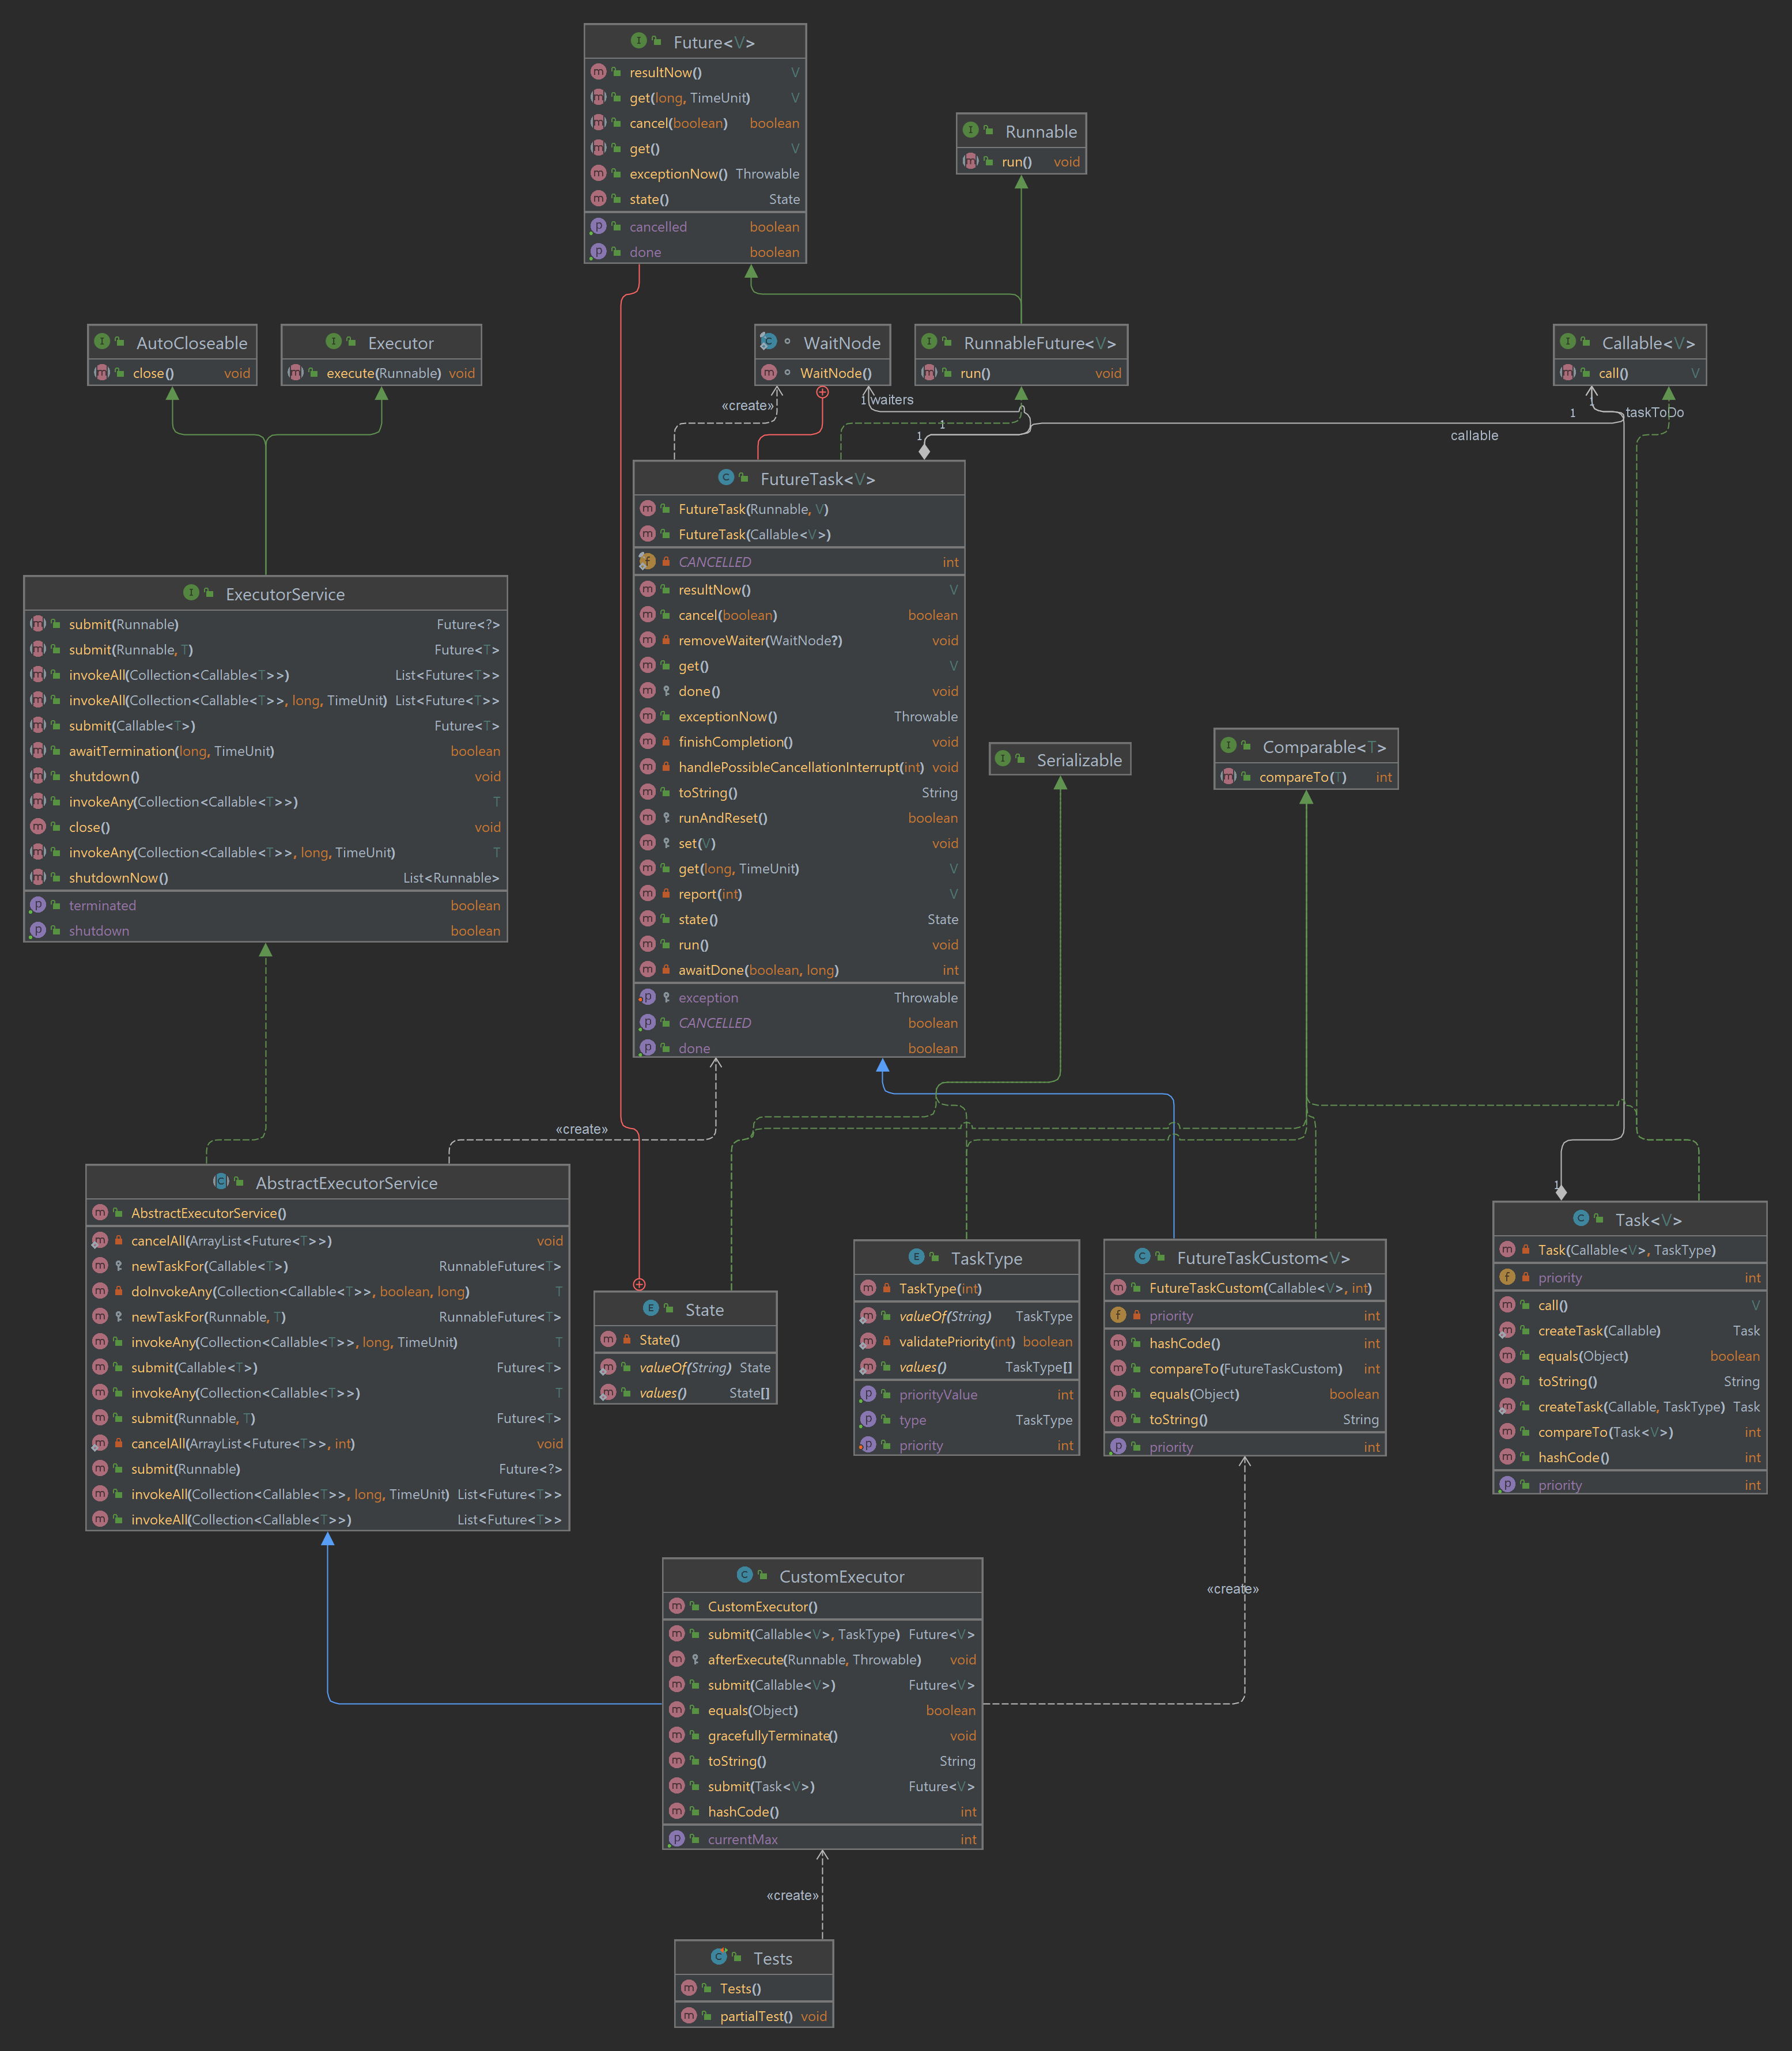 Future<V>
resultNow() V
get(long, TimeUnit) V
cancel(boolean) boolean
get() V
exceptionNow() Throwable
state() State
cancelled boolean
done boolean
Runnable
run() void
AutoCloseable
close() void
Executor
execute(Runnable) void
WaitNode
WaitNode()
RunnableFuture<V>
run() void
Callable<V>
call() V
«create»
1 waiters
1
1
1
1
taskToDo
callable
FutureTask<V>
FutureTask(Runnable, V)
FutureTask(Callable<V>)
CANCELLED int
resultNow() V
cancel(boolean) boolean
removeWaiter(WaitNode?) void
get() V
done() void
exceptionNow() Throwable
finishCompletion() void
handlePossibleCancellationInterrupt(int) void
toString() String
runAndReset() boolean
set(V) void
get(long, TimeUnit) V
report(int) V
state() State
run() void
awaitDone(boolean, long) int
exception Throwable
CANCELLED boolean
done boolean
ExecutorService
submit(Runnable) Future<?>
submit(Runnable, T) Future<T>
invokeAll(Collection<Callable<T>>) List<Future<T>>
invokeAll(Collection<Callable<T>>, long, TimeUnit) List<Future<T>>
submit(Callable<T>) Future<T>
awaitTermination(long, TimeUnit) boolean
shutdown() void
invokeAny(Collection<Callable<T>>) T
close() void
invokeAny(Collection<Callable<T>>, long, TimeUnit) T
shutdownNow() List<Runnable>
terminated boolean
shutdown boolean
Serializable
Comparable<T>
compareTo(T) int
«create»
AbstractExecutorService
AbstractExecutorService()
cancelAll(ArrayList<Future<T>>) void
newTaskFor(Callable<T>) RunnableFuture<T>
doInvokeAny(Collection<Callable<T>>, boolean, long) T
newTaskFor(Runnable, T) RunnableFuture<T>
invokeAny(Collection<Callable<T>>, long, TimeUnit) T
submit(Callable<T>) Future<T>
invokeAny(Collection<Callable<T>>) T
submit(Runnable, T) Future<T>
cancelAll(ArrayList<Future<T>>, int) void
submit(Runnable) Future<?>
invokeAll(Collection<Callable<T>>, long, TimeUnit) List<Future<T>>
invokeAll(Collection<Callable<T>>) List<Future<T>>
State
State()
valueOf(String) State
values() State[]
TaskType
TaskType(int)
valueOf(String) TaskType
validatePriority(int) boolean
values() TaskType[]
priorityValue int
type TaskType
priority int
FutureTaskCustom<V>
FutureTaskCustom(Callable<V>, int)
priority int
hashCode() int
compareTo(FutureTaskCustom) int
equals(Object) boolean
toString() String
priority int
1
Task<V>
Task(Callable<V>, TaskType)
priority int
call() V
createTask(Callable) Task
equals(Object) boolean
toString() String
createTask(Callable, TaskType) Task
compareTo(Task<V>) int
hashCode() int
priority int
CustomExecutor
CustomExecutor()
submit(Callable<V>, TaskType) Future<V>
afterExecute(Runnable, Throwable) void
submit(Callable<V>) Future<V>
equals(Object) boolean
gracefullyTerminate() void
toString() String
submit(Task<V>) Future<V>
hashCode() int
currentMax int
«create»
«create»
Tests
Tests()
partialTest() void